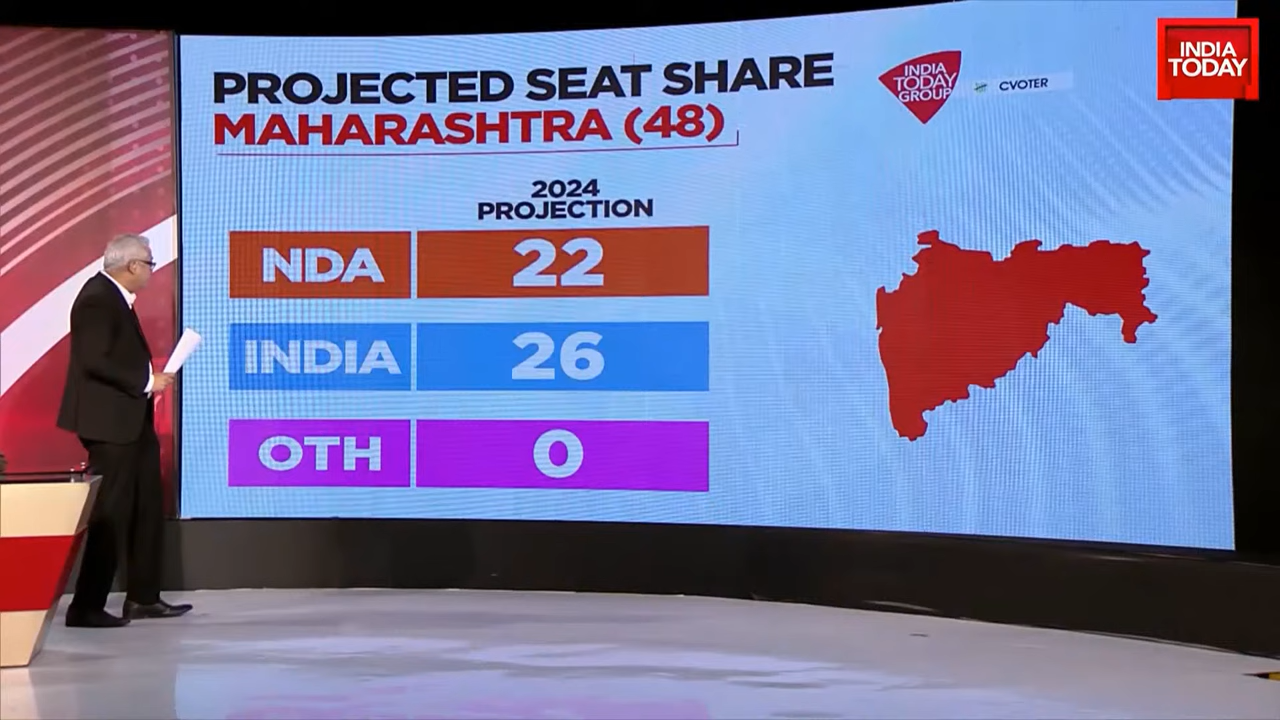 PROJECTED SEAT SHARE
MAHARASHTRA (48)
INDIA
TODAY
GROUP
CVOTER
INDIA
TODAY
2024
PROJECTION
NDA 22
INDIA 26
OTH 0